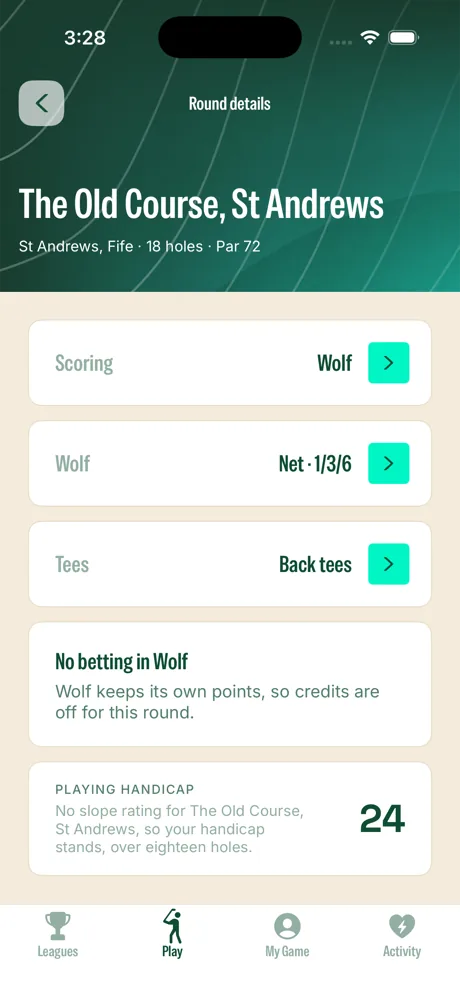 3:28
Round details
The Old Course, St Andrews
St Andrews, Fife · 18 holes · Par 72
Scoring
Wolf
Wolf
Net · 1/3/6
Tees
Back tees
No betting in Wolf
Wolf keeps its own points, so credits are
off for this round.
PLAYING HANDICAP
No slope rating for The Old Course,
St Andrews, so your handicap
stands, over eighteen holes.
24
Leagues
Play
My Game
Activity